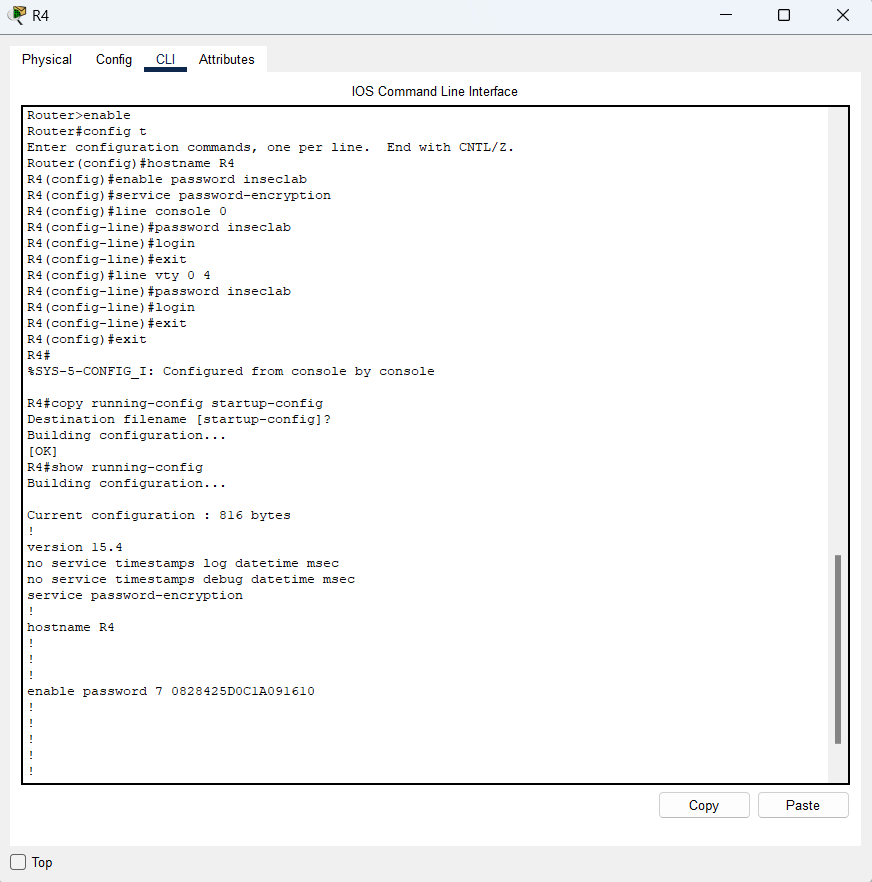 R4
Physical Config CLI Attributes
IOS Command Line Interface
Router>enable
Router#config t
Enter configuration commands, one per line.  End with CNTL/Z.
Router(config)#hostname R4
R4(config)#enable password inseclab
R4(config)#service password-encryption
R4(config)#line console 0
R4(config-line)#password inseclab
R4(config-line)#login
R4(config-line)#exit
R4(config)#line vty 0 4
R4(config-line)#password inseclab
R4(config-line)#login
R4(config-line)#exit
R4(config)#exit
R4#
%SYS-5-CONFIG_I: Configured from console by console
R4#copy running-config startup-config
Destination filename [startup-config]?
Building configuration...
[OK]
R4#show running-config
Building configuration...
Current configuration : 816 bytes
!
version 15.4
no service timestamps log datetime msec
no service timestamps debug datetime msec
service password-encryption
!
hostname R4
!
!
!
enable password 7 0828425D0C1A091610
!
!
!
!
!
Copy Paste
Top